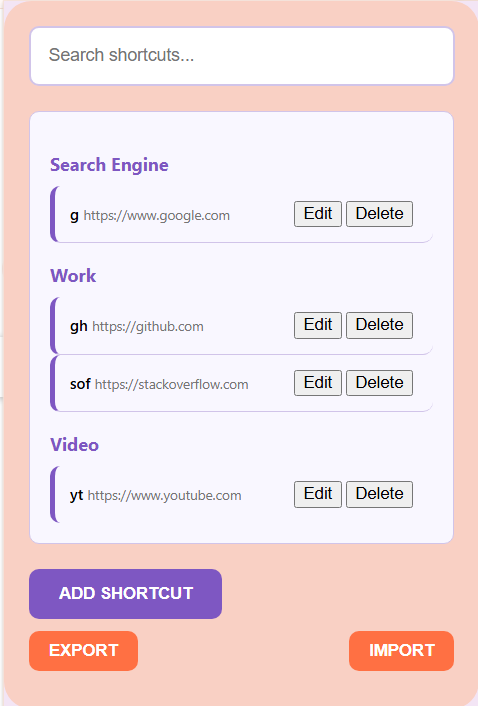 Search shortcuts...
Search Engine
g https://www.google.com Edit Delete
Work
gh https://github.com Edit Delete
sof https://stackoverflow.com Edit Delete
Video
yt https://www.youtube.com Edit Delete
ADD SHORTCUT
EXPORT IMPORT